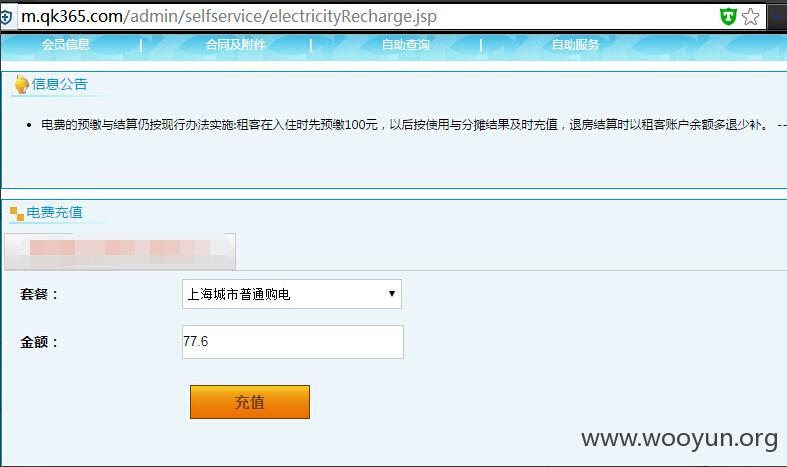 m.qk365.com/admin/selfservice/electricityRecharge.jsp
会员信息 | 合同及附件 | 自助查询 | 自助服务
信息公告
• 电费的预缴与结算仍按现行办法实施:租客在入住时先预缴100元，以后按使用与分摊结果及时充值，退房结算时以租客账户余额多退少补。 --
电费充值
套餐： 上海城市普通购电
金额： 77.6
充值
www.wooyun.org